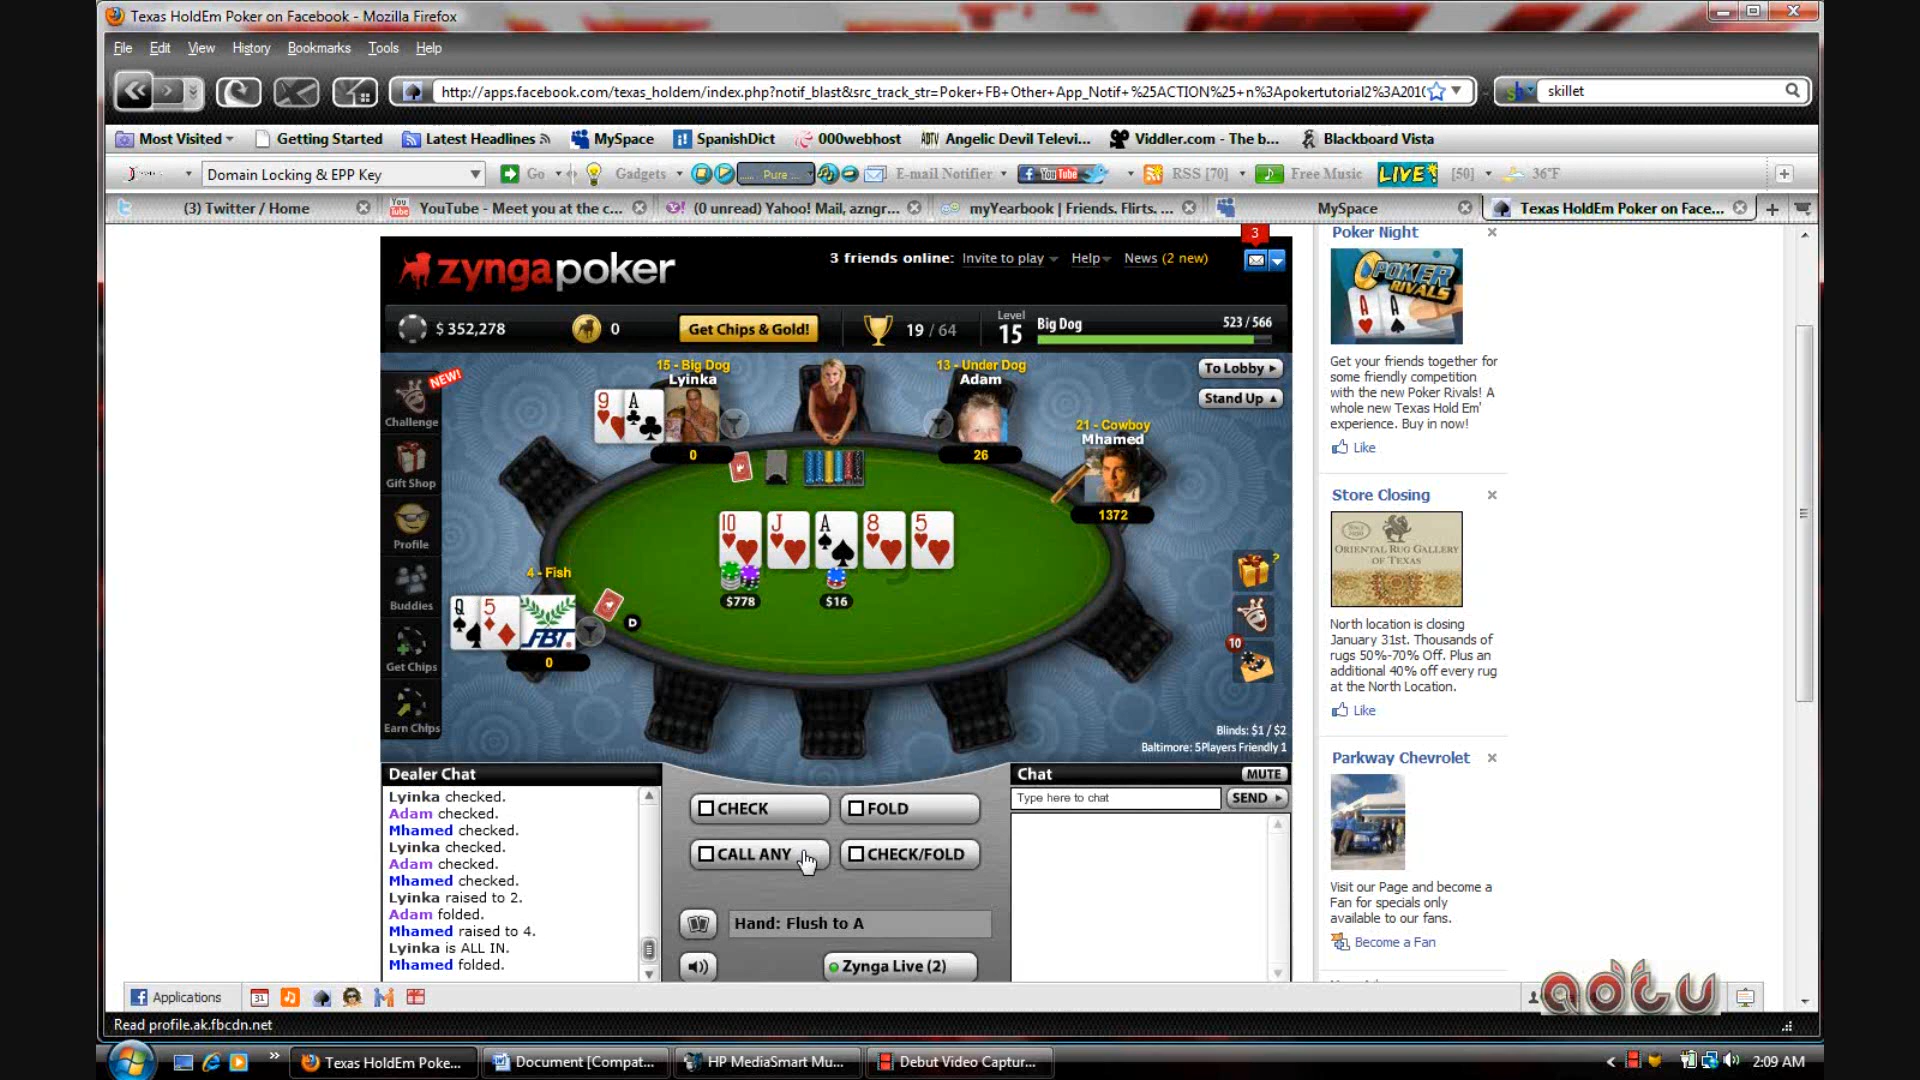 Texas HoldEm Poker on Facebook - Mozilla Firefox
File Edit View History Bookmarks Tools Help
http://apps.facebook.com/texas_holdem/index.php?notif_blast&src_track_str=Poker+FB+Other+App_Notif+%25ACTION%25+n%3Apokertutorial2%3A201(
skillet
Most Visited Getting Started Latest Headlines MySpace SpanishDict 000webhost Angelic Devil Televi... Viddler.com - The b... Blackboard Vista
Domain Locking & EPP Key Go Gadgets Pure ... E-mail Notifier YouTube RSS [70] Free Music LIVE! [50] 36°F
(3) Twitter / Home YouTube - Meet you at the c... (0 unread) Yahoo! Mail, azngr... myYearbook | Friends. Flirts. ... MySpace Texas HoldEm Poker on Face...
zyngapoker
3 friends online: Invite to play Help News (2 new)
3
$ 352,278 0 Get Chips & Gold! 19 / 64 Level 15 Big Dog 523 / 566
To Lobby
Stand Up
NEW!
Challenge
Gift Shop
Profile
Buddies
Get Chips
Earn Chips
15 - Big Dog
Lyinka
9 A
0
13 - Under Dog
Adam
26
21 - Cowboy
Mhamed
1372
10 J A 8 5
$778 $16
4 - Fish
Q 5
FBT
D
0
?
10
Blinds: $1 / $2
Baltimore: 5Players Friendly 1
Dealer Chat
Lyinka checked.
Adam checked.
Mhamed checked.
Lyinka checked.
Adam checked.
Mhamed checked.
Lyinka raised to 2.
Adam folded.
Mhamed raised to 4.
Lyinka is ALL IN.
Mhamed folded.
CHECK FOLD
CALL ANY CHECK/FOLD
Hand: Flush to A
Zynga Live (2)
Chat MUTE
Type here to chat SEND
Poker Night
POKER RIVALS
Get your friends together for
some friendly competition
with the new Poker Rivals! A
whole new Texas Hold Em'
experience. Buy in now!
Like
Store Closing
ORIENTAL RUG GALLERY
OF TEXAS
North location is closing
January 31st. Thousands of
rugs 50%-70% Off. Plus an
additional 40% off every rug
at the North Location.
Like
Parkway Chevrolet
Visit our Page and become a
Fan for specials only
available to our fans.
Become a Fan
Applications 31
adtv
Read profile.ak.fbcdn.net
Texas HoldEm Poke... Document [Compat... HP MediaSmart Mu... Debut Video Captur... 2:09 AM